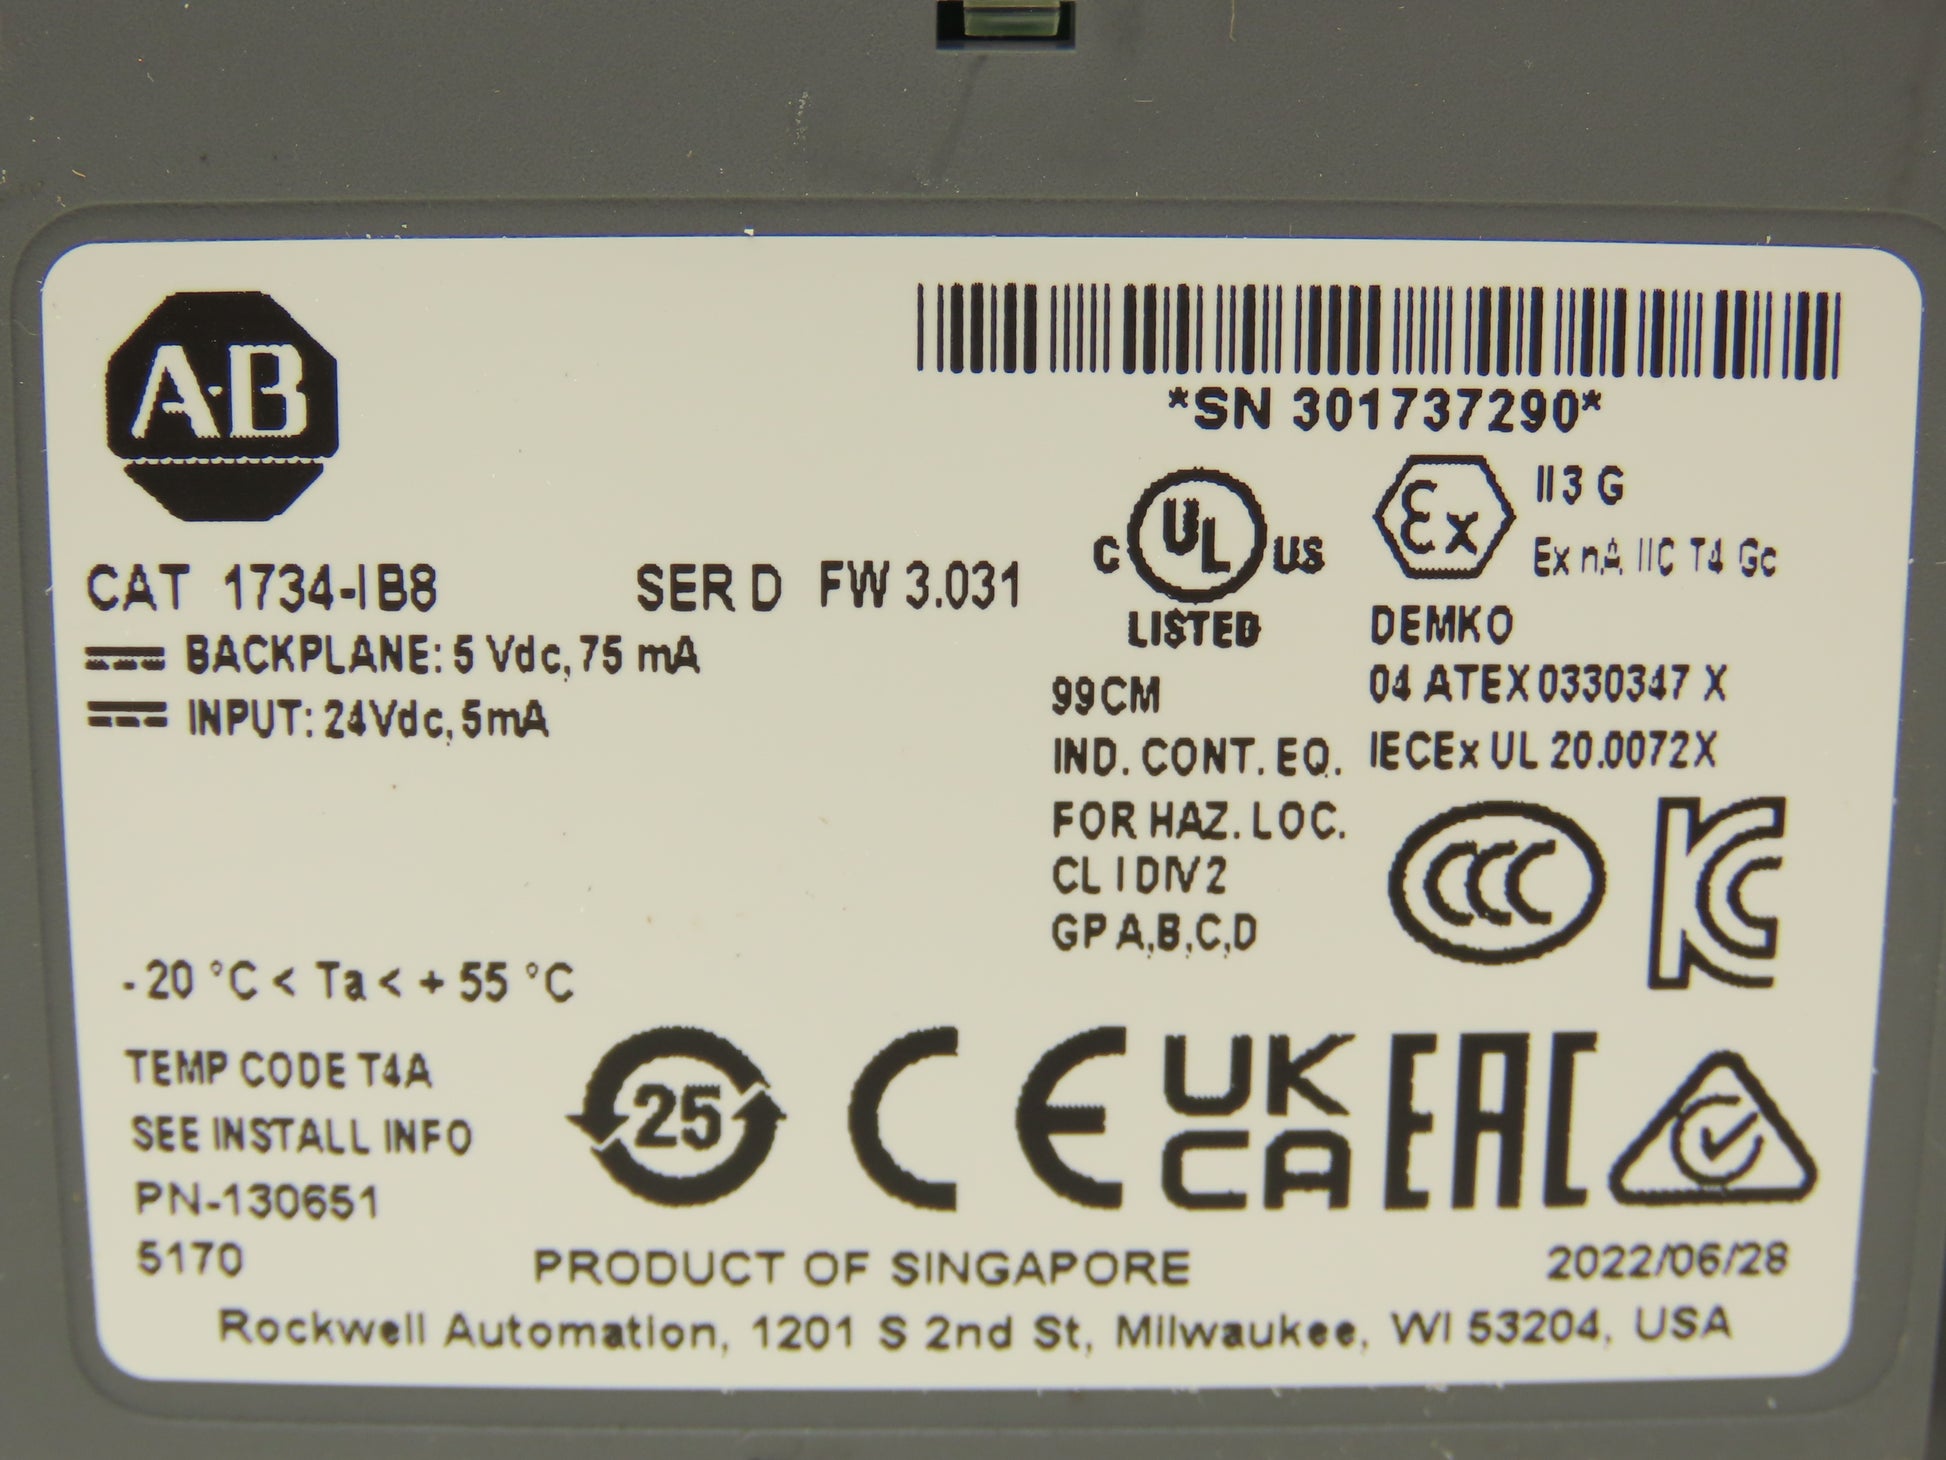 A-B
*SN 301737290*
CAT 1734-IB8 SER D FW 3.031
BACKPLANE: 5 Vdc, 75 mA
INPUT: 24Vdc, 5mA
C UL US
LISTED
99CM
IND. CONT. EQ.
FOR HAZ. LOC.
CL I DIV 2
GP A,B,C,D
Ex II 3 G
Ex nA IIC T4 Gc
DEMKO
04 ATEX 0330347 X
IECEx UL 20.0072X
CCC KC
-20 °C < Ta < + 55 °C
TEMP CODE T4A
SEE INSTALL INFO
PN-130651
5170
25 CE UK CA EAC
PRODUCT OF SINGAPORE
2022/06/28
Rockwell Automation, 1201 S 2nd St, Milwaukee, WI 53204, USA